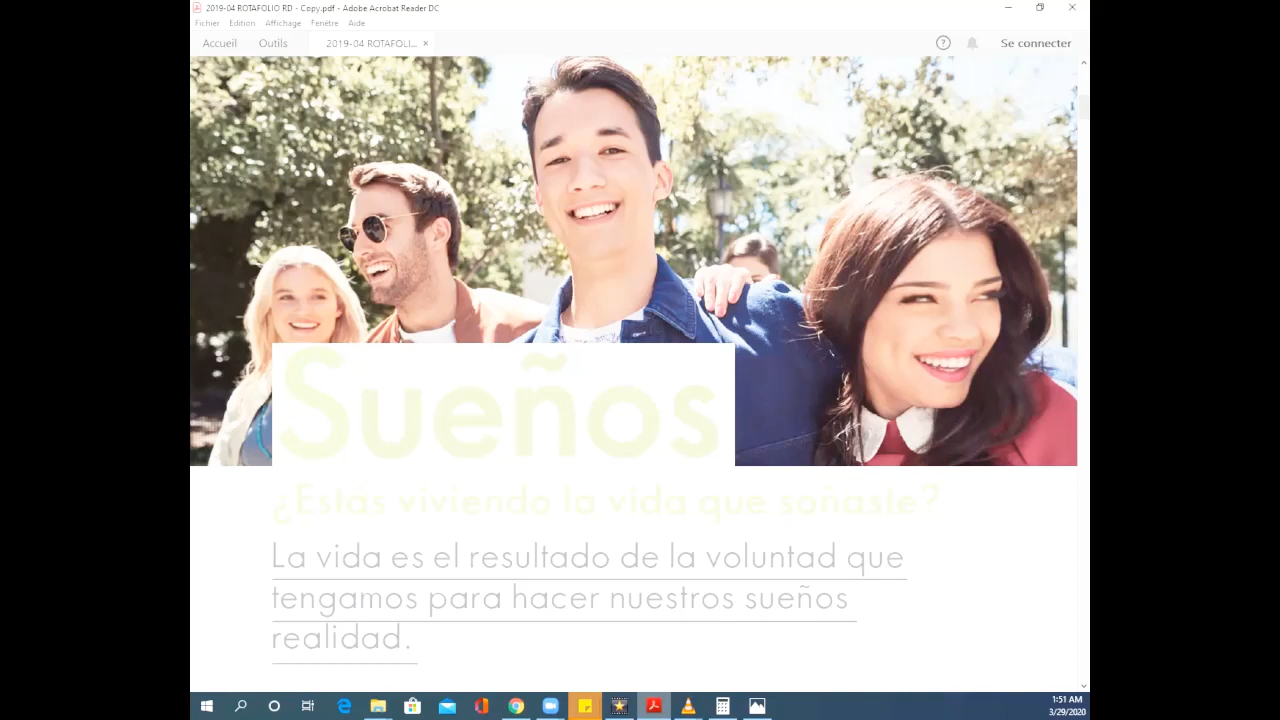 2019-04 ROTAFOLIO RD - Copy.pdf - Adobe Acrobat Reader DC
Fichier Edition Affichage Fenêtre Aide
Accueil Outils 2019-04 ROTAFOLI... × Se connecter
Sueños
¿Estás viviendo la vida que soñaste?
La vida es el resultado de la voluntad que
tengamos para hacer nuestros sueños
realidad.
1:51 AM
3/29/2020